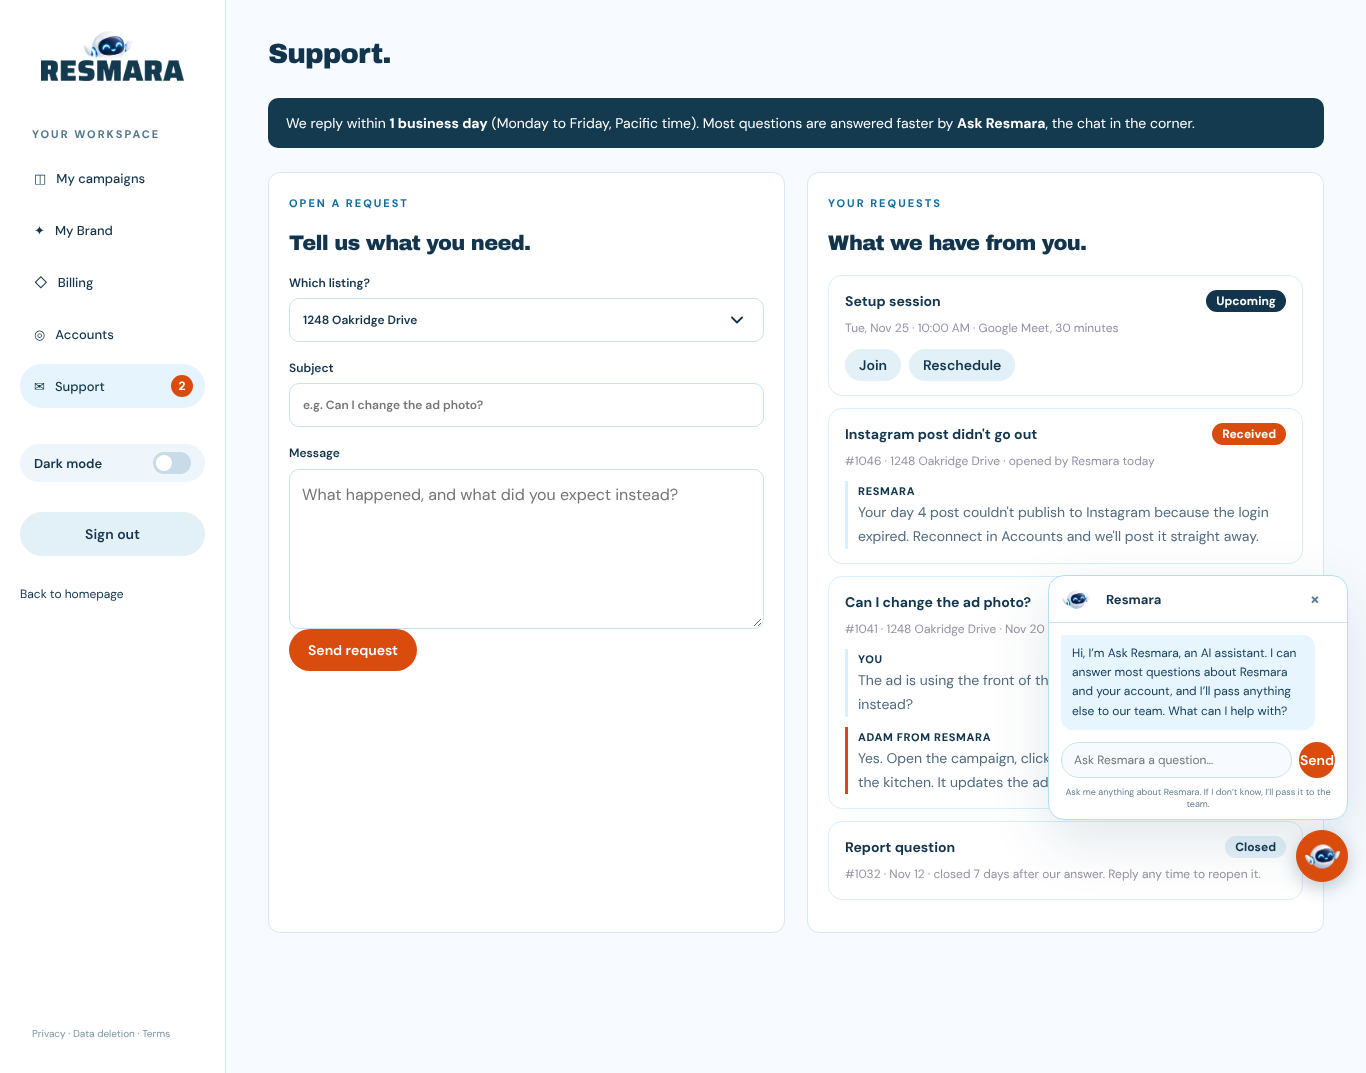 RESMARA
YOUR WORKSPACE
My campaigns
My Brand
Billing
Accounts
Support 2
Dark mode
Sign out
Back to homepage
Privacy · Data deletion · Terms
Support.
We reply within 1 business day (Monday to Friday, Pacific time). Most questions are answered faster by Ask Resmara, the chat in the corner.
OPEN A REQUEST
Tell us what you need.
Which listing?
1248 Oakridge Drive
Subject
e.g. Can I change the ad photo?
Message
What happened, and what did you expect instead?
Send request
YOUR REQUESTS
What we have from you.
Setup session Upcoming
Tue, Nov 25 · 10:00 AM · Google Meet, 30 minutes
Join Reschedule
Instagram post didn't go out Received
#1046 · 1248 Oakridge Drive · opened by Resmara today
RESMARA
Your day 4 post couldn't publish to Instagram because the login
expired. Reconnect in Accounts and we'll post it straight away.
Can I change the ad photo?
#1041 · 1248 Oakridge Drive · Nov 20
YOU
The ad is using the front of
instead?
ADAM FROM RESMARA
Yes. Open the campaign, click
the kitchen. It updates the ad
Report question Closed
#1032 · Nov 12 · closed 7 days after our answer. Reply any time to reopen it.
Resmara ×
Hi, I'm Ask Resmara, an AI assistant. I can
answer most questions about Resmara
and your account, and I'll pass anything
else to our team. What can I help with?
Ask Resmara a question... Send
Ask me anything about Resmara. If I don't know, I'll pass it to the
team.